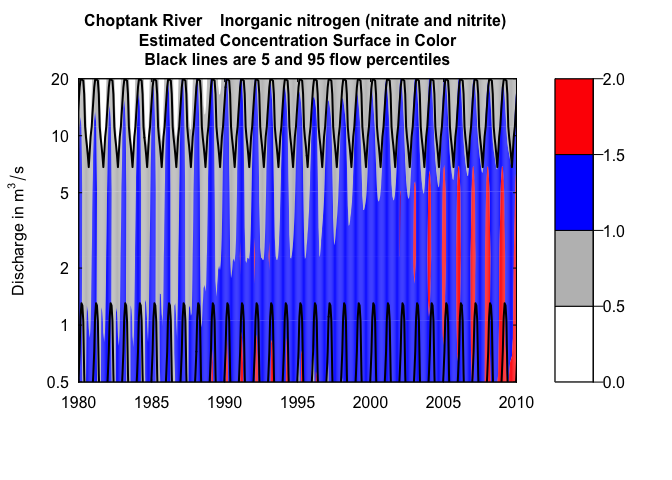 Choptank River    Inorganic nitrogen (nitrate and nitrite)
Estimated Concentration Surface in Color
Black lines are 5 and 95 flow percentiles
Discharge in m³/s
20
10
5
2
1
0.5
1980 1985 1990 1995 2000 2005 2010
2.0
1.5
1.0
0.5
0.0